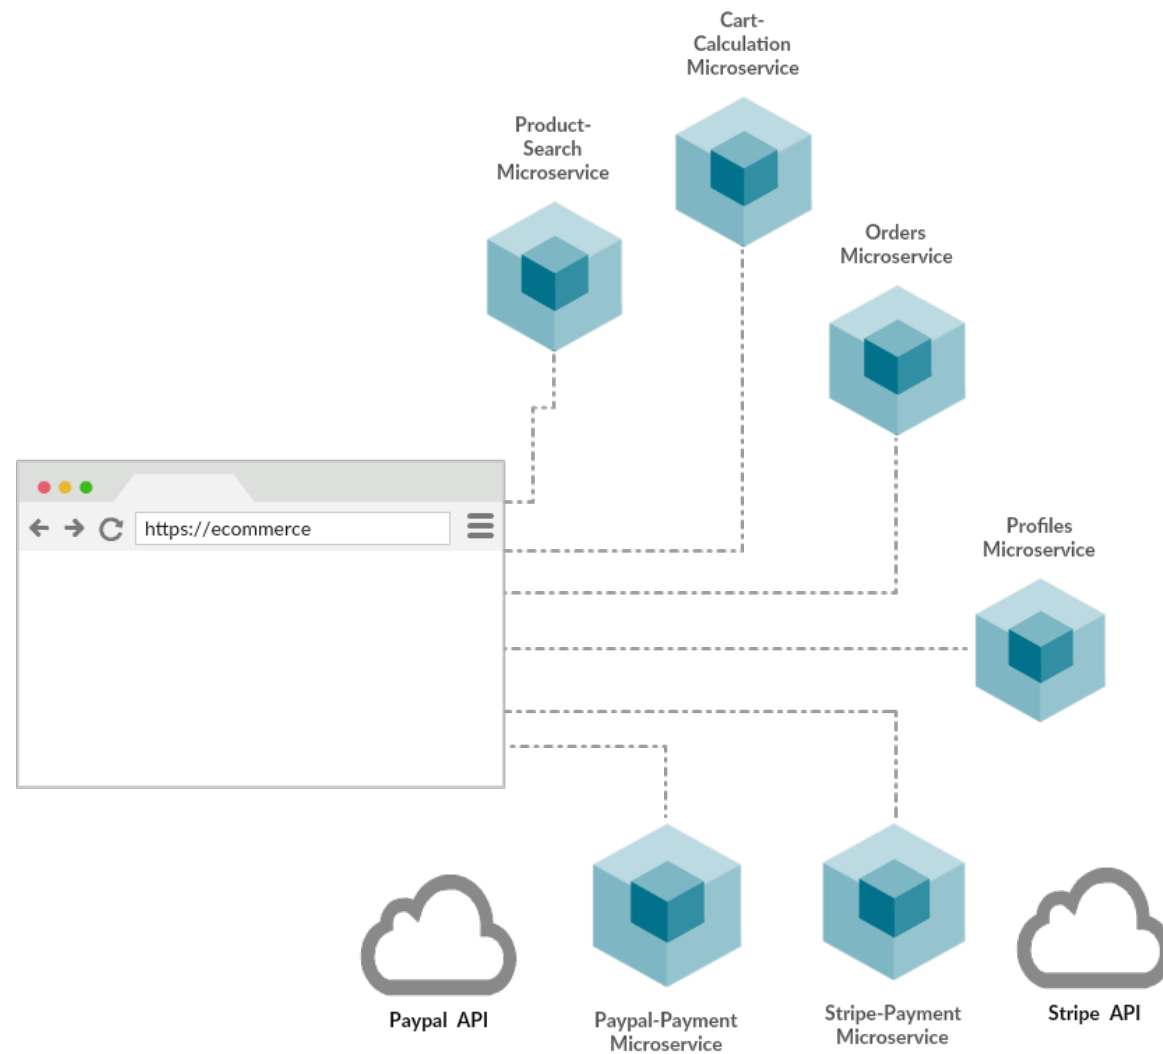 Cart-
Calculation
Microservice
Product-
Search
Microservice
Orders
Microservice
https://ecommerce
Profiles
Microservice
Paypal API
Paypal-Payment
Microservice
Stripe-Payment
Microservice
Stripe API